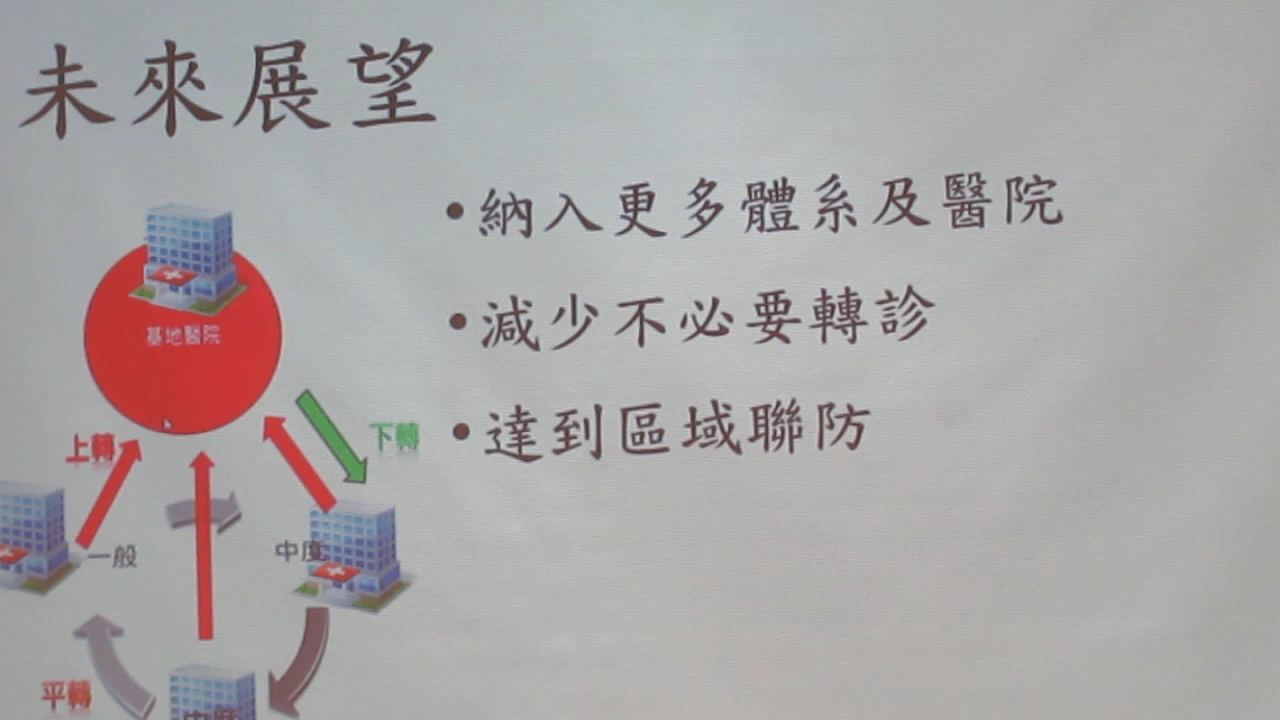 未來展望
•納入更多體系及醫院
•減少不必要轉診
•達到區域聯防
基地醫院
上轉
下轉
一般
中度
平轉